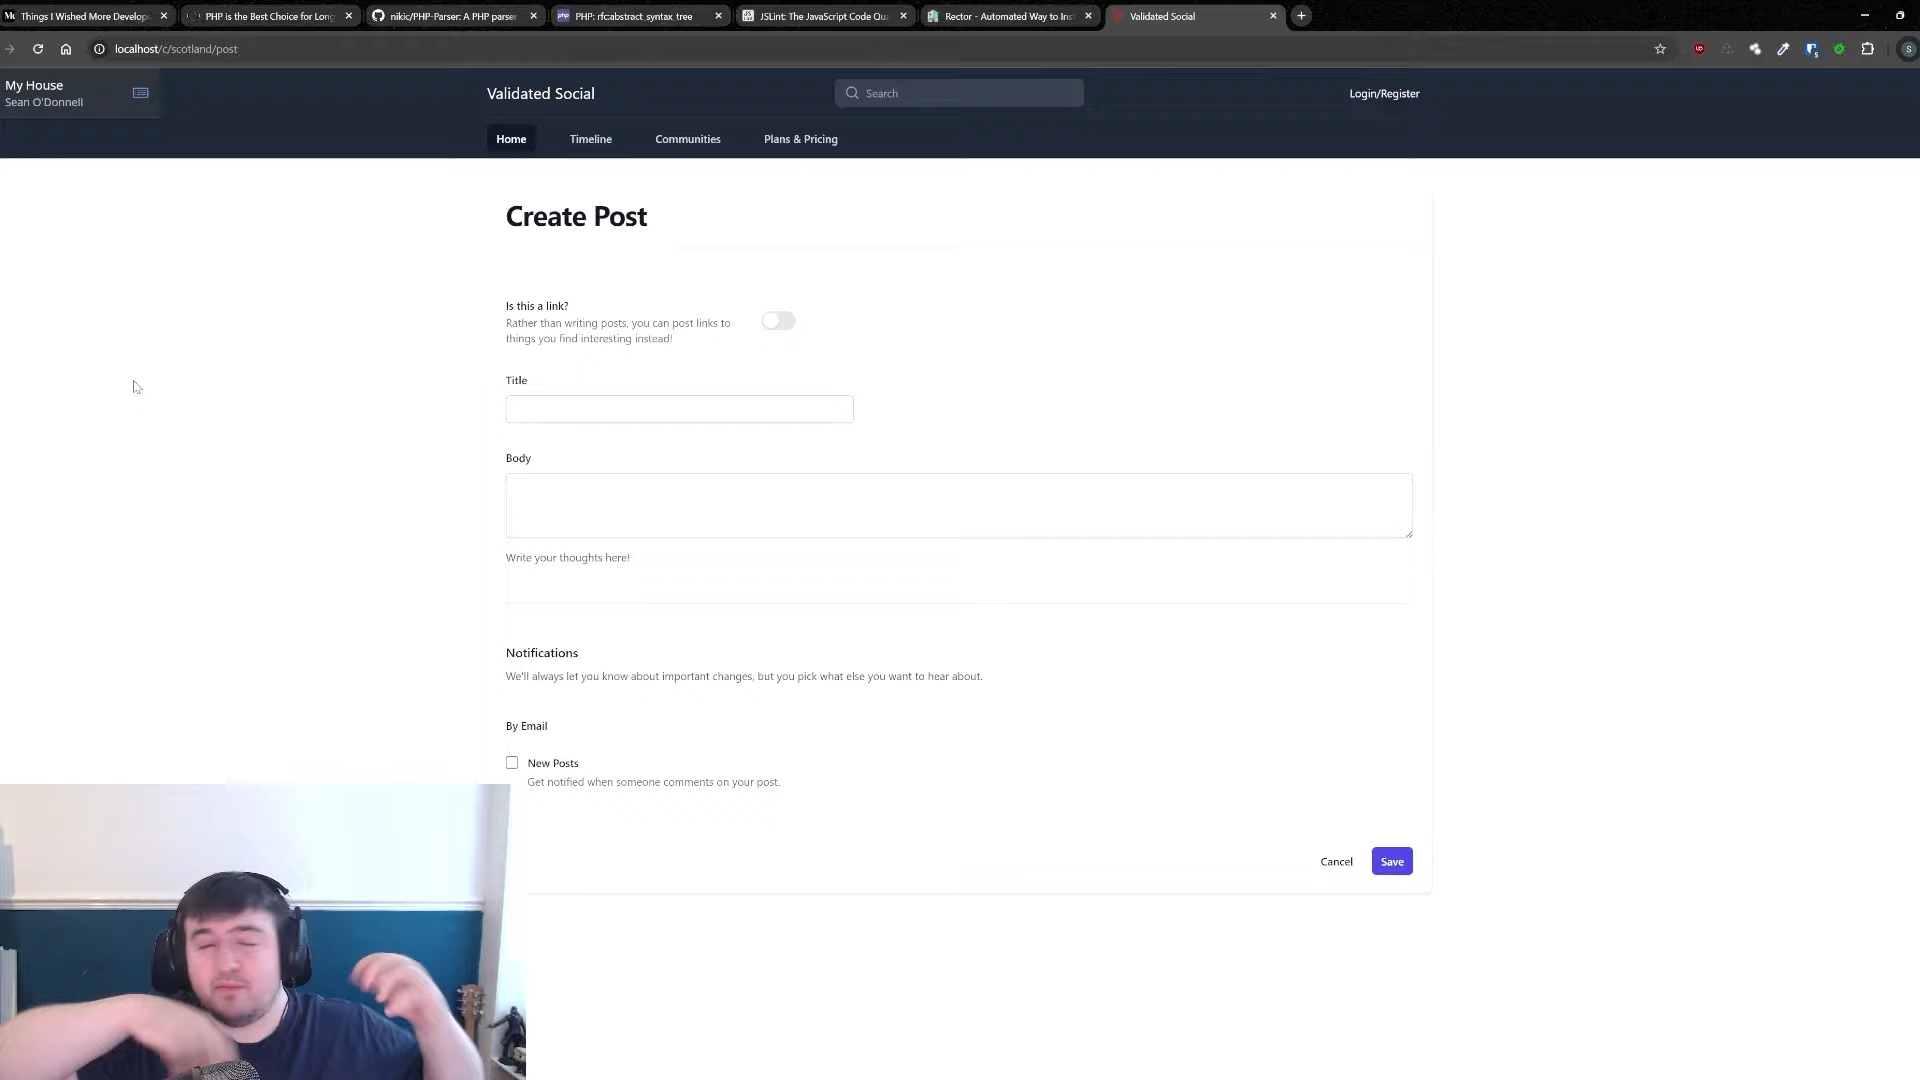 Things I Wished More Develope
PHP is the Best Choice for Long
nikic/PHP-Parser: A PHP parser
php
PHP: rfc:abstract_syntax_tree
JSLint: The JavaScript Code Qu
Rector - Automated Way to Inst
Validated Social
localhost/c/scotland/post
S
My House
Sean O'Donnell
Validated Social
Search
Login/Register
Home
Timeline
Communities
Plans & Pricing
Create Post
Is this a link?
Rather than writing posts, you can post links to
things you find interesting instead!
Title
Body
Write your thoughts here!
Notifications
We'll always let you know about important changes, but you pick what else you want to hear about.
By Email
New Posts
Get notified when someone comments on your post.
Cancel
Save